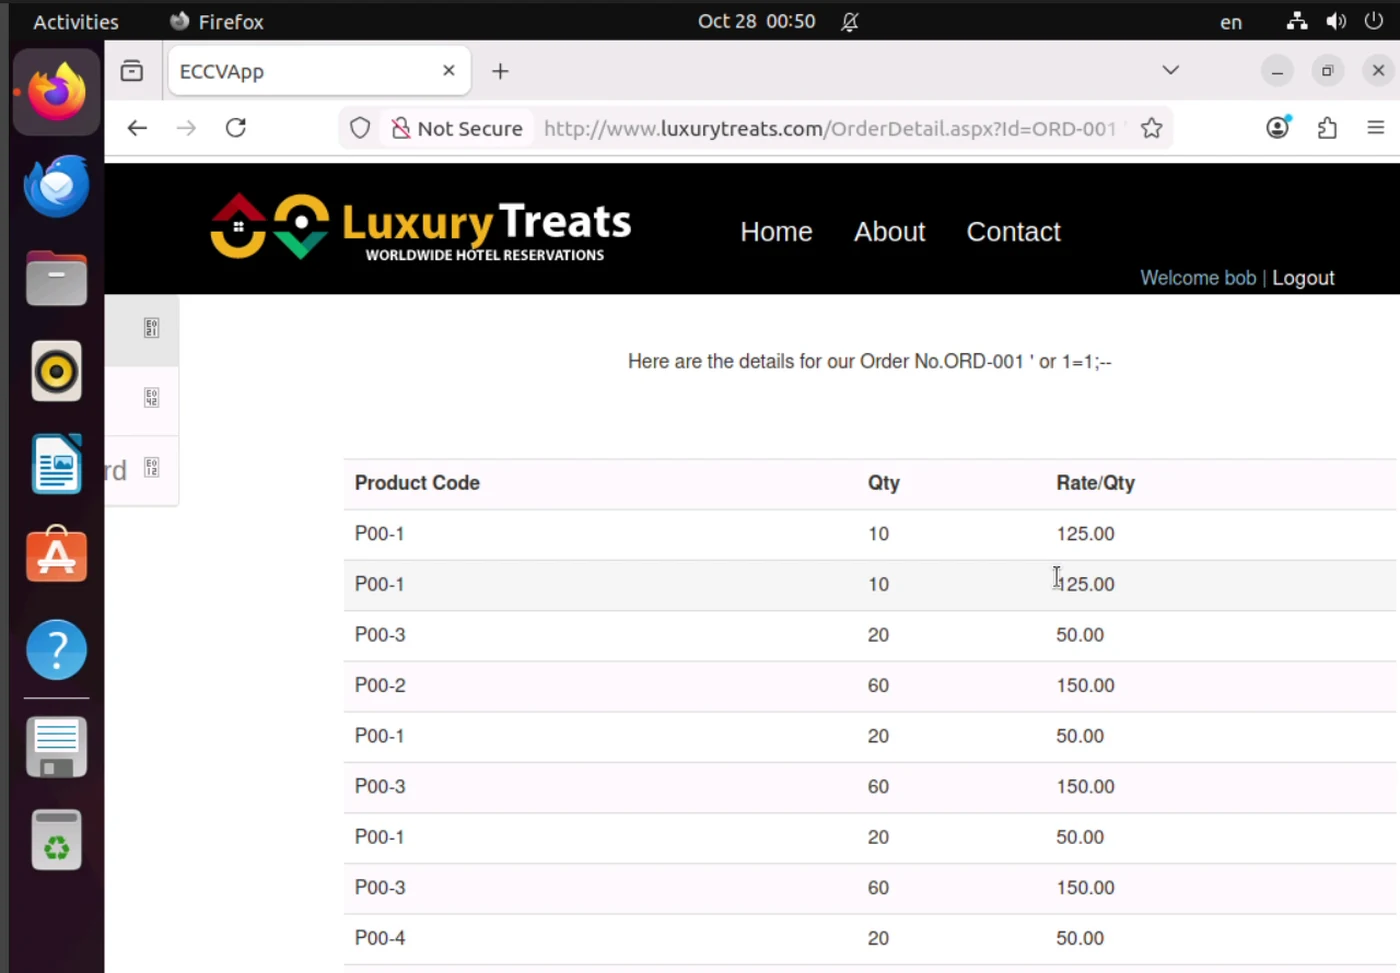 Activities Firefox Oct 28 00:50 en
ECCVApp
Not Secure http://www.luxurytreats.com/OrderDetail.aspx?Id=ORD-001 '
LuxuryTreats
WORLDWIDE HOTEL RESERVATIONS
Home About Contact
Welcome bob | Logout
Here are the details for our Order No.ORD-001 ' or 1=1;--
rd
Product Code Qty Rate/Qty
P00-1 10 125.00
P00-1 10 125.00
P00-3 20 50.00
P00-2 60 150.00
P00-1 20 50.00
P00-3 60 150.00
P00-1 20 50.00
P00-3 60 150.00
P00-4 20 50.00